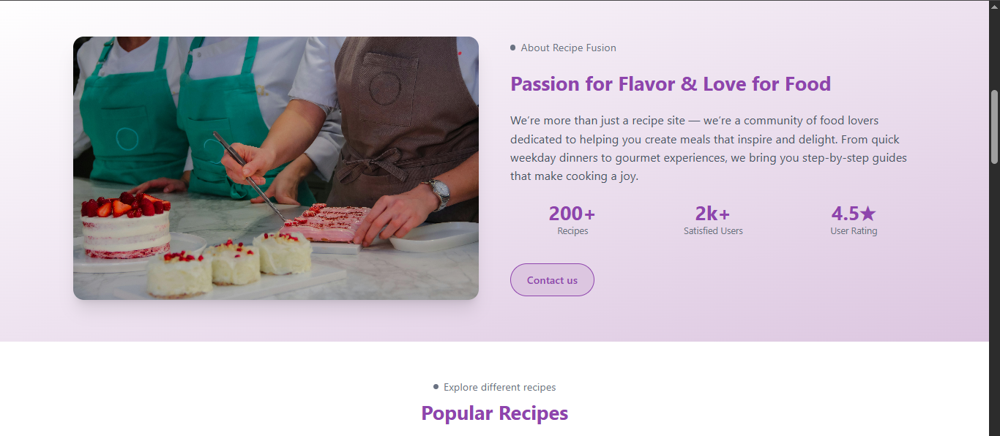 About Recipe Fusion
Passion for Flavor & Love for Food
We’re more than just a recipe site — we’re a community of food lovers
dedicated to helping you create meals that inspire and delight. From quick
weekday dinners to gourmet experiences, we bring you step-by-step guides
that make cooking a joy.
200+ 2k+ 4.5★
Recipes Satisfied Users User Rating
Contact us
Explore different recipes
Popular Recipes